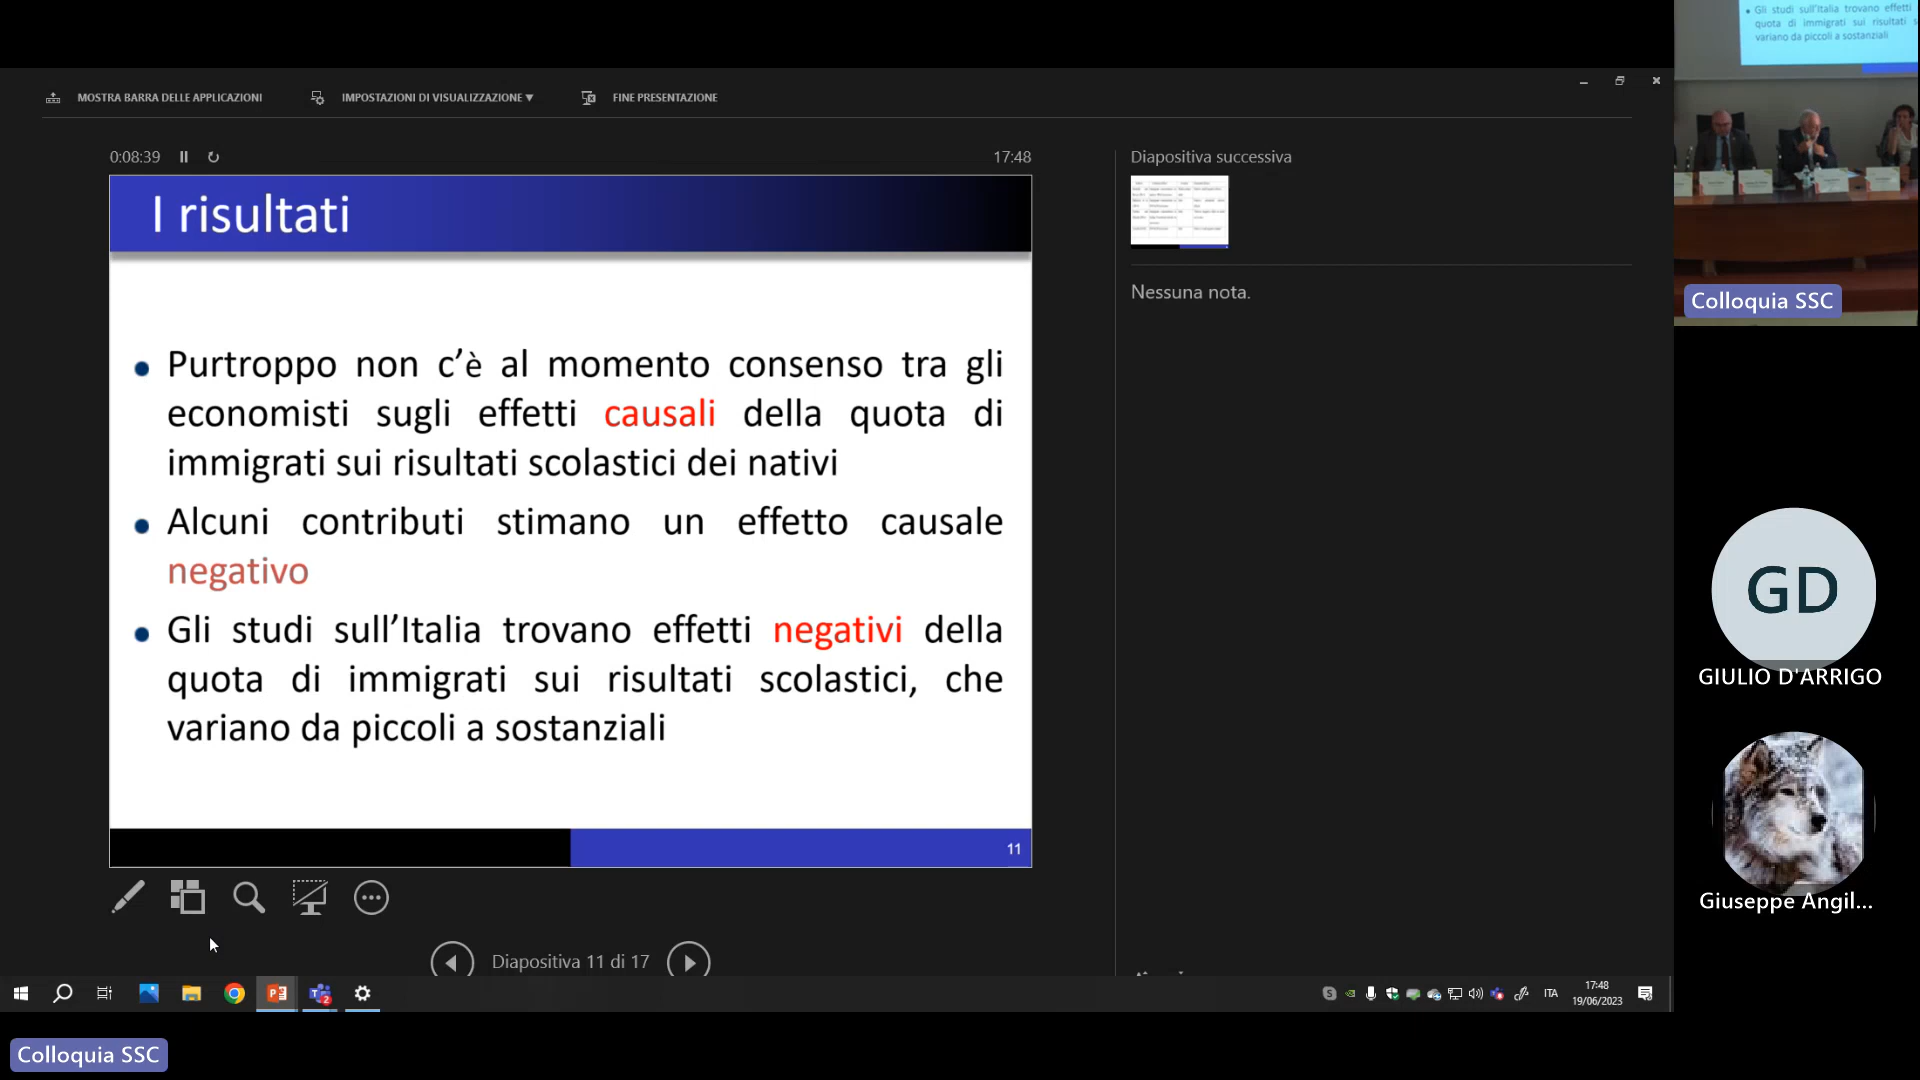 MOSTRA BARRA DELLE APPLICAZIONI
IMPOSTAZIONI DI VISUALIZZAZIONE ▼
FINE PRESENTAZIONE
0:08:39
17:48
I risultati
Purtroppo non c'è al momento consenso tra gli
economisti sugli effetti causali della quota di
immigrati sui risultati scolastici dei nativi
Alcuni contributi stimano un effetto causale
negativo
Gli studi sull'Italia trovano effetti negativi della
quota di immigrati sui risultati scolastici, che
variano da piccoli a sostanziali
11
Diapositiva 11 di 17
Diapositiva successiva
Nessuna nota.
Gli studi sull'Italia trovano effetti
quota di immigrati sui risultati s
variano da piccoli a sostanziali
Colloquia SSC
GD
GIULIO D'ARRIGO
Giuseppe Angil...
ITA
17:48
19/06/2023
Colloquia SSC